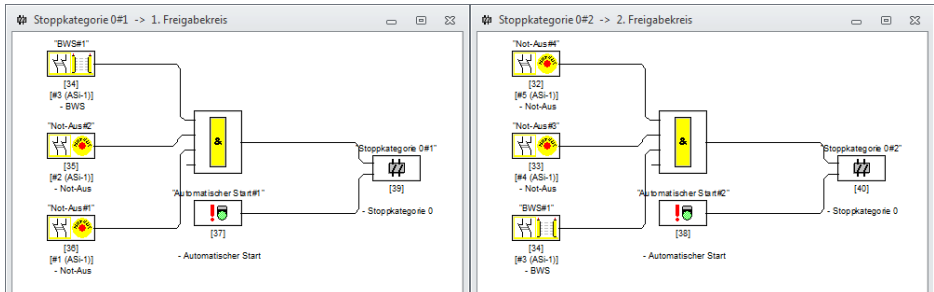 Stoppkategorie 0#1 -> 1. Freigabekreis
"BWS#1"
[34]
[#3 (ASi-1)]
- BWS
"Not-Aus#2"
[35]
[#2 (ASi-1)]
- Not-Aus
"Not-Aus#1"
[36]
[#1 (ASi-1)]
- Not-Aus
&
"Automatischer Start#1"
[37]
- Automatischer Start
Stoppkategorie 0#1"
[39]
- Stoppkategorie 0
Stoppkategorie 0#2 -> 2. Freigabekreis
"Not-Aus#4"
[32]
[#5 (ASi-1)]
- Not-Aus
"Not-Aus#3"
[33]
[#4 (ASi-1)]
- Not-Aus
"BWS#1"
[34]
[#3 (ASi-1)]
- BWS
&
"Automatischer Start#2"
[38]
- Automatischer Start
Stoppkategorie 0#2"
[40]
- Stoppkategorie 0